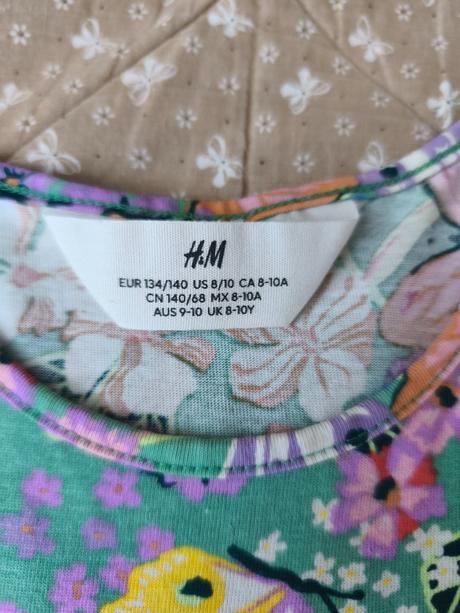 H&M
EUR 134/140 US 8/10 CA 8-10A
CN 140/68 MX 8-10A
AUS 9-10 UK 8-10Y